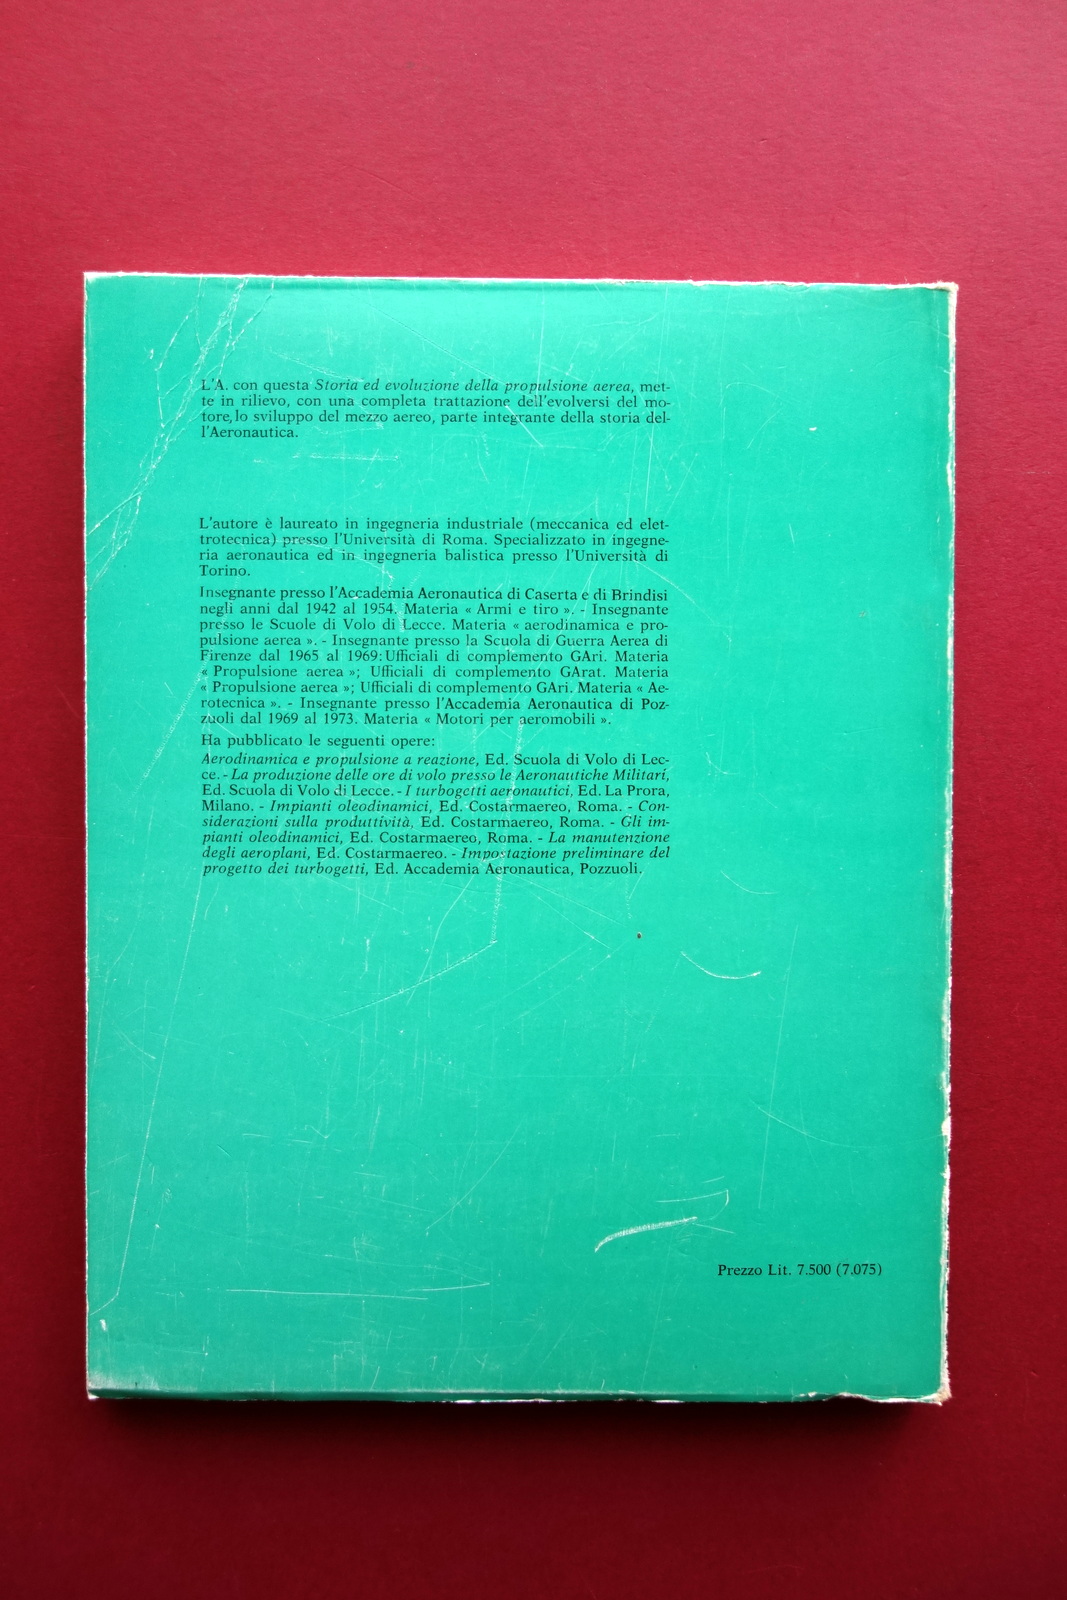 L'A. con questa Storia ed evoluzione della propulsione aerea, met-
te in rilievo, con una completa trattazione dell'evolversi del mo-
tore, lo sviluppo del mezzo aereo, parte integrante della storia del-
l'Aeronautica.
L'autore è laureato in ingegneria industriale (meccanica ed elet-
trotecnica) presso l'Università di Roma. Specializzato in ingegne-
ria aeronautica ed in ingegneria balistica presso l'Università di
Torino.
Insegnante presso l'Accademia Aeronautica di Caserta e di Brindisi
negli anni dal 1942 al 1954. Materia « Armi e tiro ». - Insegnante
presso le Scuole di Volo di Lecce. Materia « aerodinamica e pro-
pulsione aerea ». - Insegnante presso la Scuola di Guerra Aerea di
Firenze dal 1965 al 1969: Ufficiali di complemento GAri. Materia
« Propulsione aerea »; Ufficiali di complemento GArat. Materia
« Propulsione aerea »; Ufficiali di complemento GAri. Materia « Ae-
rotecnica ». - Insegnante presso l'Accademia Aeronautica di Poz-
zuoli dal 1969 al 1973. Materia « Motori per aeromobili ».
Ha pubblicato le seguenti opere:
Aerodinamica e propulsione a reazione, Ed. Scuola di Volo di Lec-
ce. - La produzione delle ore di volo presso le Aeronautiche Militari,
Ed. Scuola di Volo di Lecce. - I turbogetti aeronautici, Ed. La Prora,
Milano. - Impianti oleodinamici, Ed. Costarmaereo, Roma. - Con-
siderazioni sulla produttività, Ed. Costarmaereo, Roma. - Gli im-
pianti oleodinamici, Ed. Costarmaereo, Roma. - La manutenzione
degli aeroplani, Ed. Costarmaereo. - Impostazione preliminare del
progetto dei turbogetti, Ed. Accademia Aeronautica, Pozzuoli.
Prezzo Lit. 7.500 (7.075)